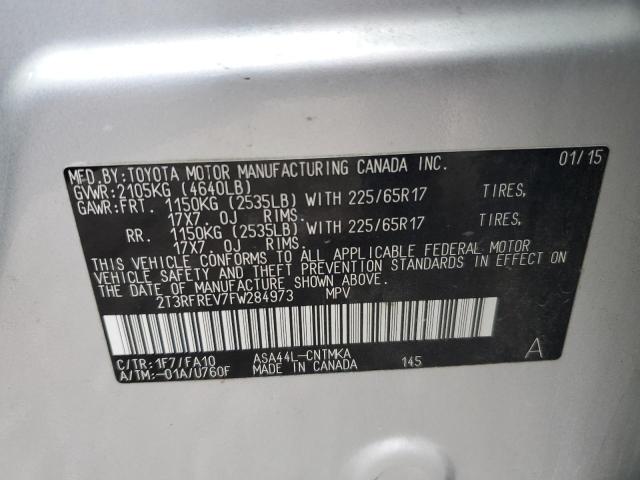 MFD.BY:TOYOTA MOTOR MANUFACTURING CANADA INC. 01/15
GVWR:2105KG (4640LB)
GAWR:FRT. 1150KG (2535LB) WITH 225/65R17 TIRES,
17X7. OJ RIMS.
RR. 1150KG (2535LB) WITH 225/65R17 TIRES,
17X7. OJ RIMS.
THIS VEHICLE CONFORMS TO ALL APPLICABLE FEDERAL MOTOR
VEHICLE SAFETY AND THEFT PREVENTION STANDARDS IN EFFECT ON
THE DATE OF MANUFACTURE SHOWN ABOVE.
2T3RFREV7FW284973 MPV
C/TR: 1F7/FA10 ASA44L-CNTMKA 145 A
A/TM:-01A/U760F MADE IN CANADA